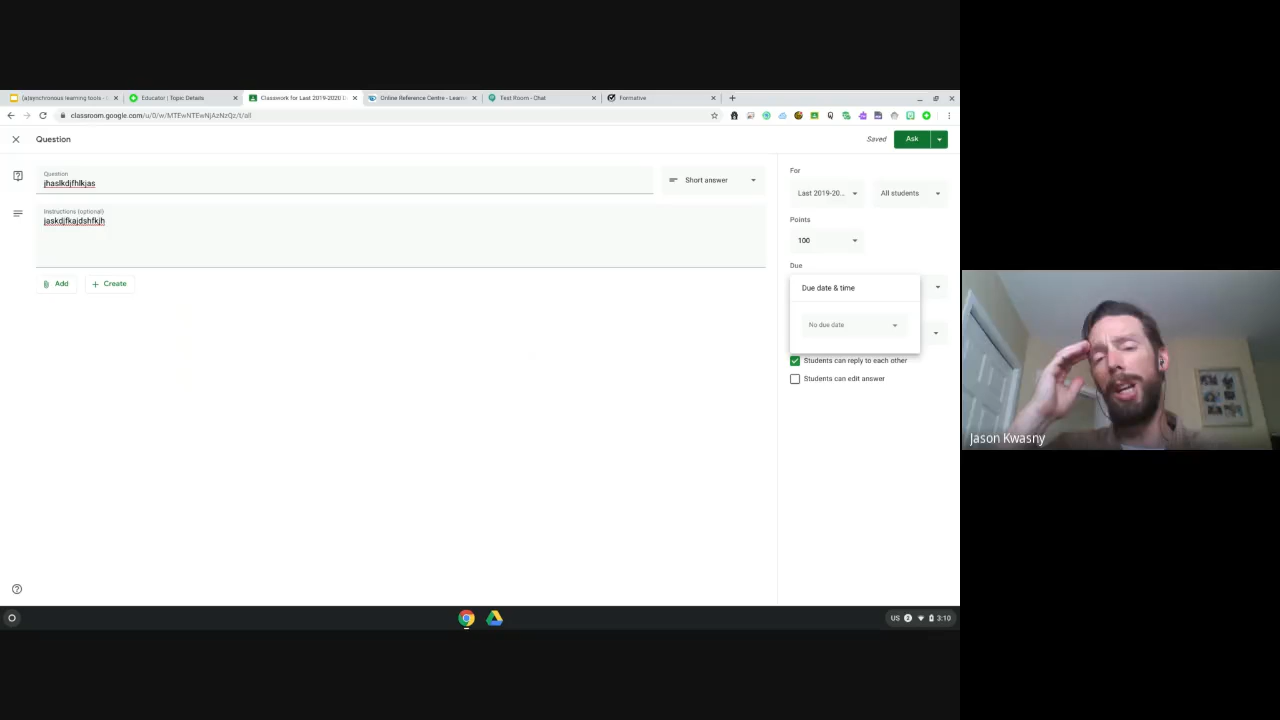 (a)synchronous learning tools -
Educator | Topic Details
Classwork for Last 2019-2020 
Online Reference Centre - Learn
Test Room - Chat
Formative
classroom.google.com/u/0/w/MTEwNTEwNjAzNzQz/t/all
Question
Saved
Ask
Question
jhaslkdjfhlkjas
Short answer
Instructions (optional)
jaskdjfkajdshfkjh
Add
Create
For
Last 2019-20...
All students
Points
100
Due
Due date & time
No due date
Students can reply to each other
Students can edit answer
Jason Kwasny
US
3:10